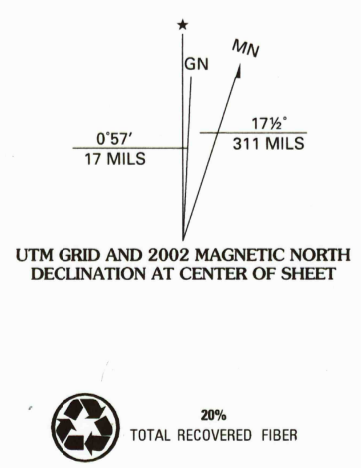 ★
GN
MN
0°57′
17 MILS
17½°
311 MILS
UTM GRID AND 2002 MAGNETIC NORTH
DECLINATION AT CENTER OF SHEET
20%
TOTAL RECOVERED FIBER